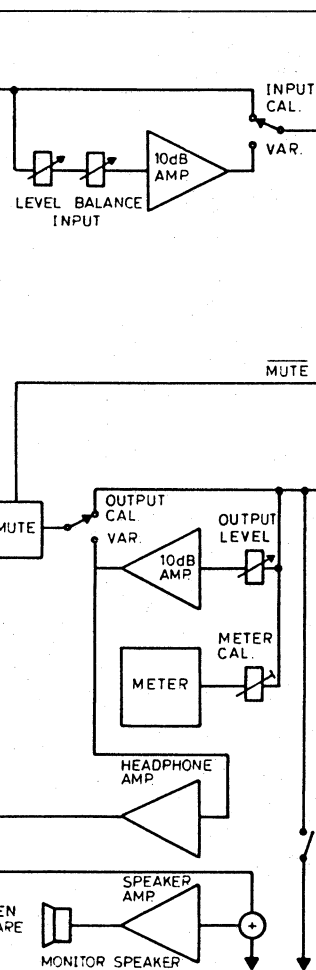 INPUT
CAL.
VAR.
10dB
AMP
LEVEL BALANCE
INPUT
MUTE
MUTE
OUTPUT
CAL.
VAR.
OUTPUT
LEVEL
10dB
AMP
METER
CAL.
METER
HEADPHONE
AMP
SPEAKER
AMP
EN
ARE
MONITOR SPEAKER